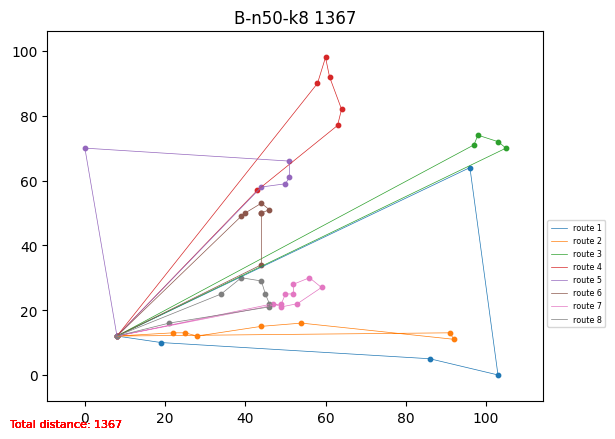 B-n50-k8 1367
100
80
60
40
20
0
0 20 40 60 80 100
route 1
route 2
route 3
route 4
route 5
route 6
route 7
route 8
Total distance: 1367